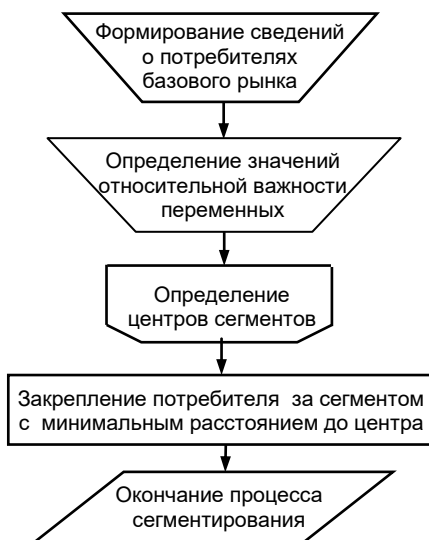 Формирование сведений
о потребителях
базового рынка
Определение значений
относительной важности
переменных
Определение
центров сегментов
Закрепление потребителя за сегментом
с минимальным расстоянием до центра
Окончание процесса
сегментирования